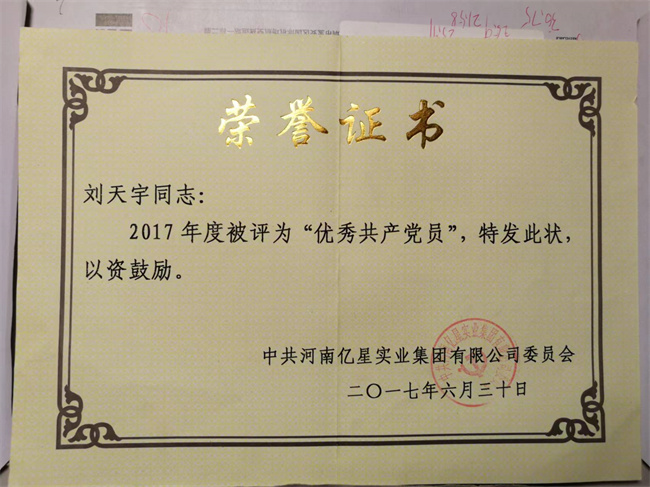 荣誉证书
刘天宇同志：
2017年度被评为“优秀共产党员”，特发此状，
以资鼓励。
中共河南亿星实业集团有限公司委员会
二〇一七年六月三十日